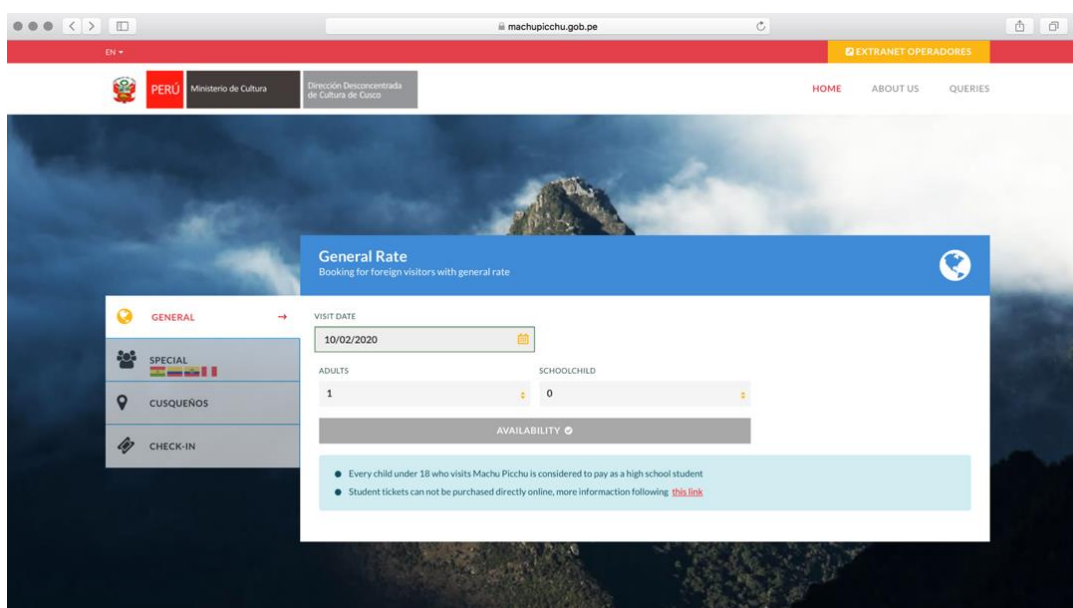 machupicchu.gob.pe
EN
EXTRANET OPERADORES
PERÚ
Ministerio de Cultura
Dirección Desconcentrada
de Cultura de Cusco
HOME
ABOUT US
QUERIES
General Rate
Booking for foreign visitors with general rate
GENERAL
SPECIAL
CUSQUEÑOS
CHECK-IN
VISIT DATE
10/02/2020
ADULTS
SCHOOLCHILD
1
0
AVAILABILITY
Every child under 18 who visits Machu Picchu is considered to pay as a high school student
Student tickets can not be purchased directly online, more informaction following this link